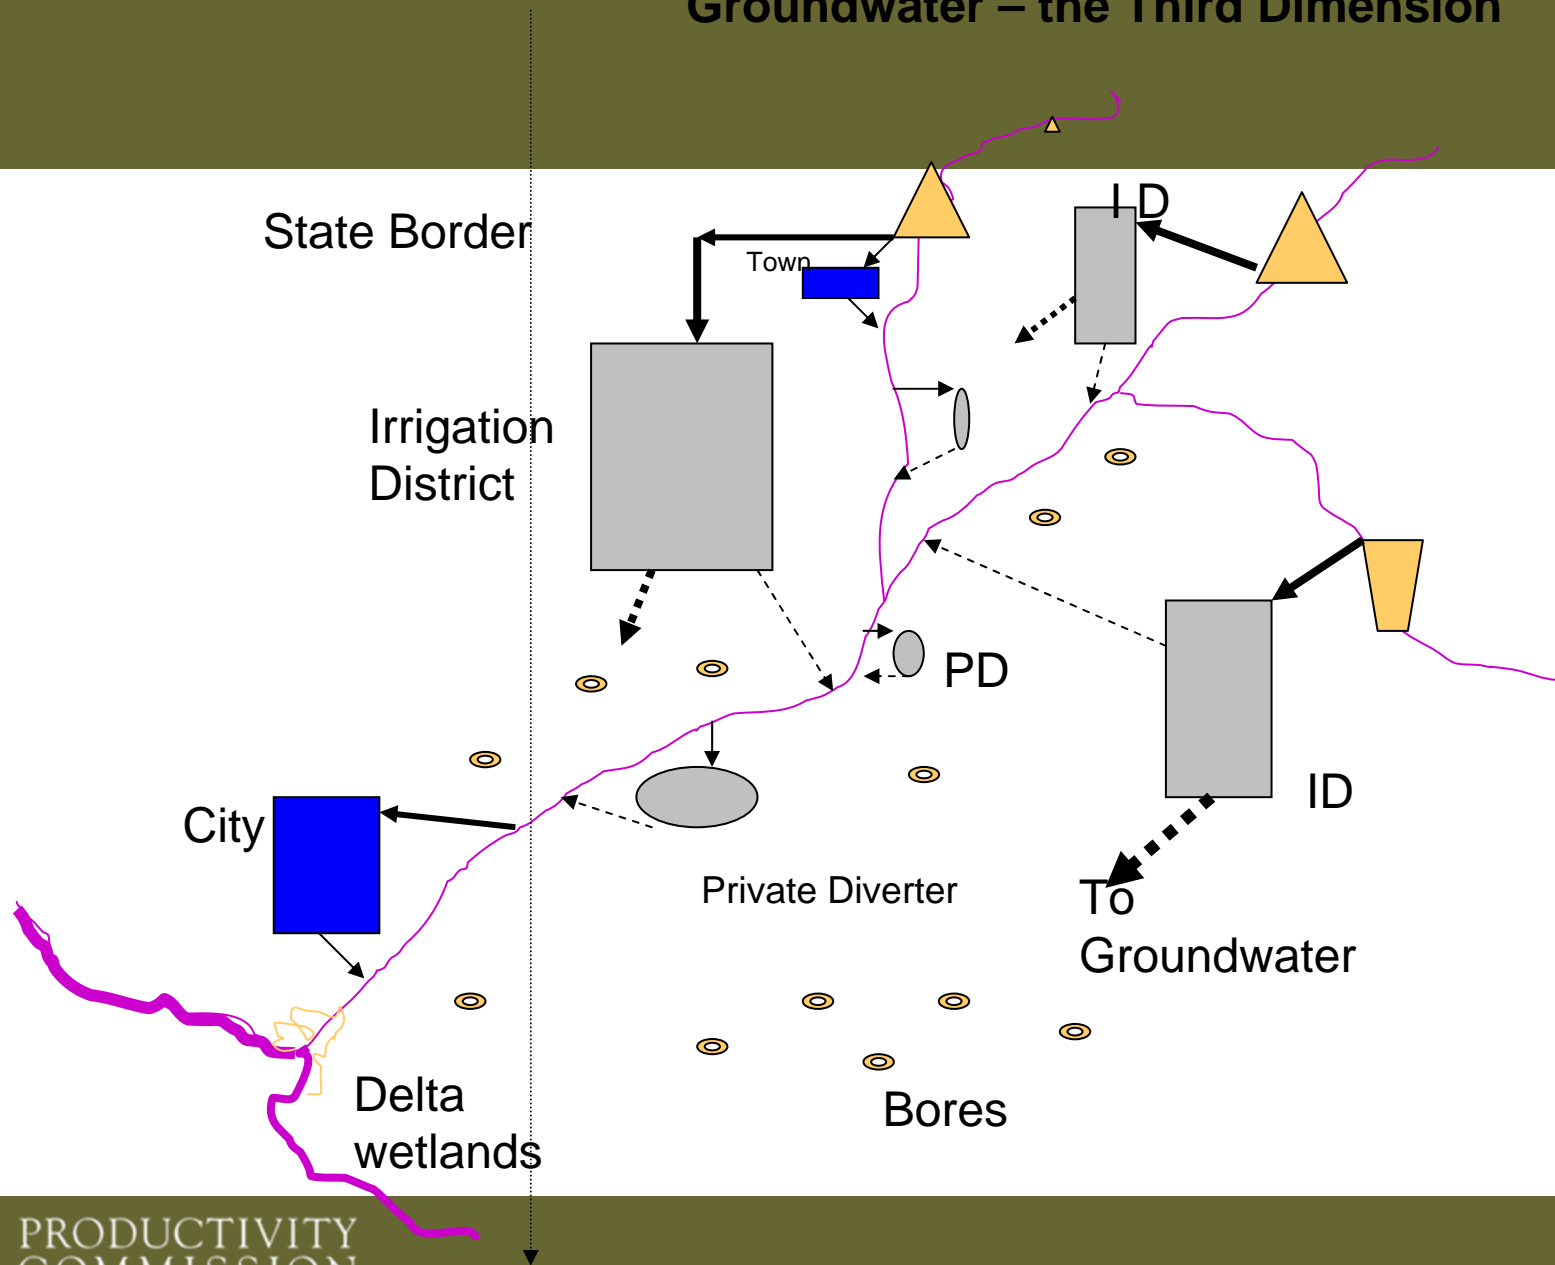 Groundwater – the Third Dimension
I D
State Border
Town
Irrigation
District
PD
ID
City
Private Diverter
To
Groundwater
Delta
wetlands
Bores
PRODUCTIVITY
COMMISSION